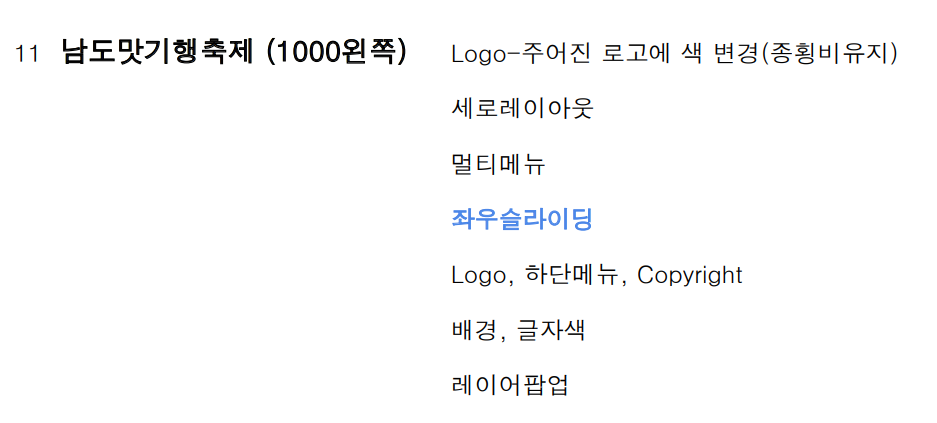 11 남도맛기행축제 (1000왼쪽) Logo-주어진 로고에 색 변경(종횡비유지)
세로레이아웃
멀티메뉴
좌우슬라이딩
Logo, 하단메뉴, Copyright
배경, 글자색
레이어팝업